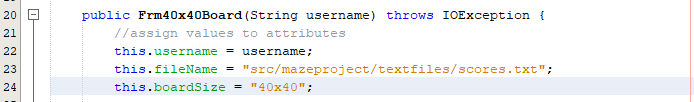 20 public Frm40x40Board(String username) throws IOException {
21 //assign values to attributes
22 this.username = username;
23 this.fileName = "src/mazeproject/textfiles/scores.txt";
24 this.boardSize = "40x40";